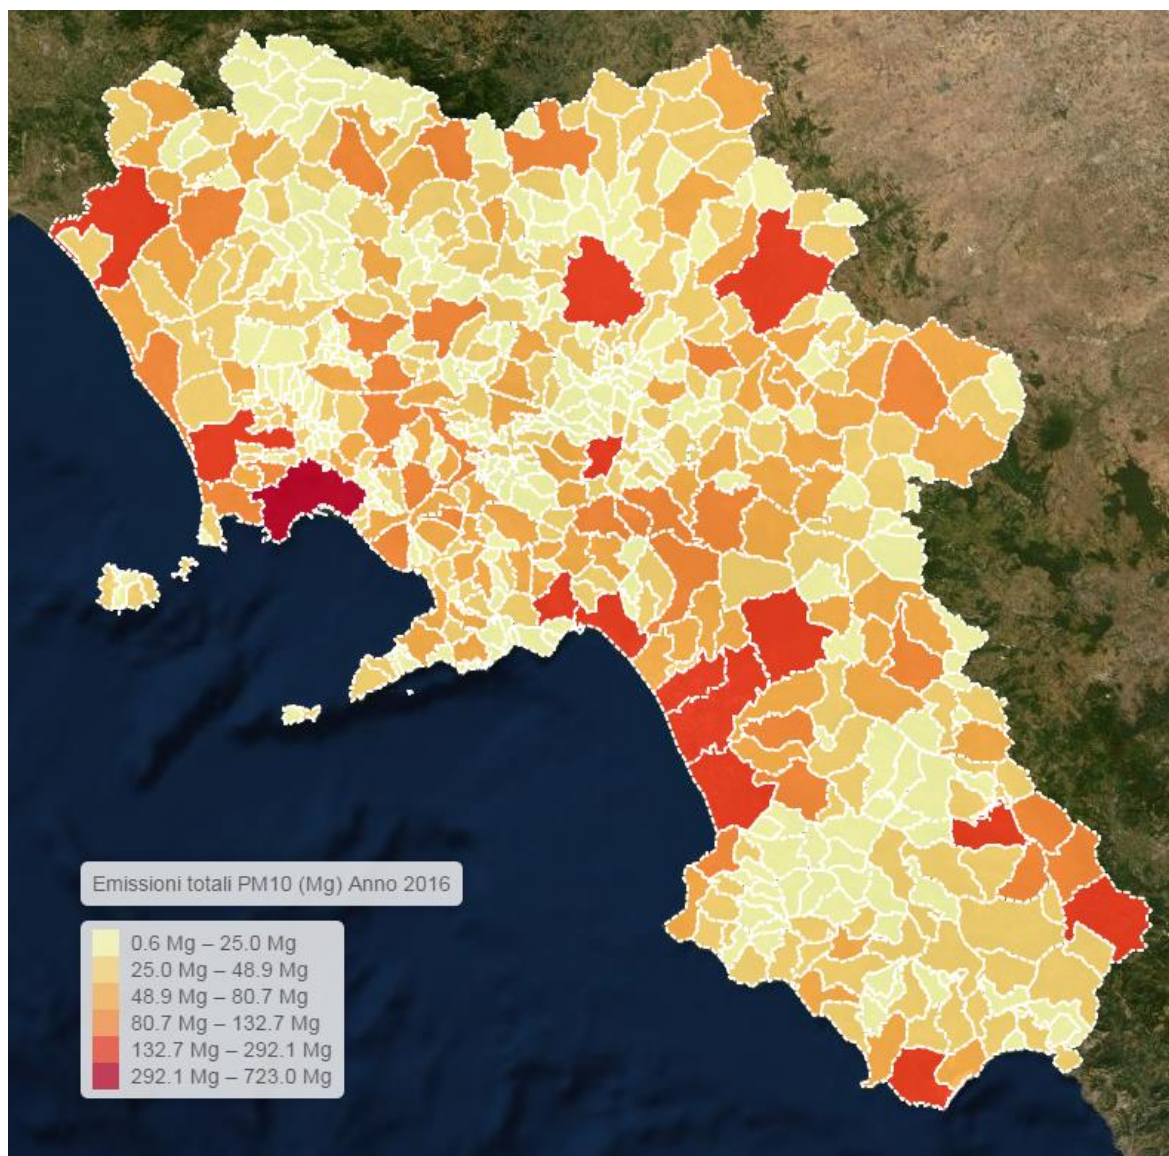 Emissioni totali PM10 (Mg) Anno 2016
0.6 Mg – 25.0 Mg
25.0 Mg – 48.9 Mg
48.9 Mg – 80.7 Mg
80.7 Mg – 132.7 Mg
132.7 Mg – 292.1 Mg
292.1 Mg – 723.0 Mg